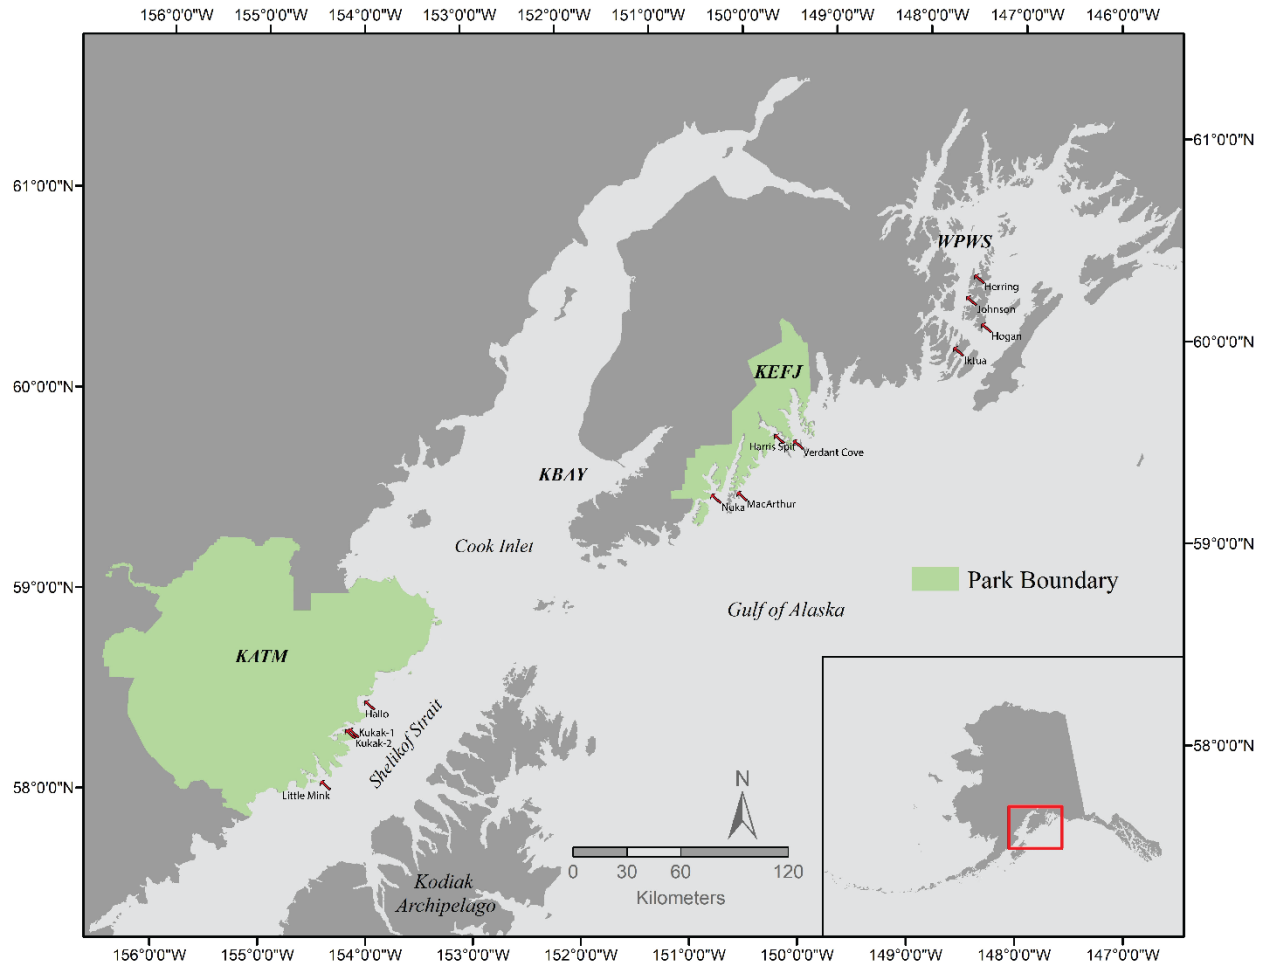 156°0'0"W 155°0'0"W 154°0'0"W 153°0'0"W 152°0'0"W 151°0'0"W 150°0'0"W 149°0'0"W 148°0'0"W 147°0'0"W 146°0'0"W
61°0'0"N
61°0'0"N
WPWS
Herring
Johnson
Hogan
Iktua
60°0'0"N
60°0'0"N
KEFJ
Harris Spit
Verdant Cove
KBAY
Nuka
MacArthur
Cook Inlet
59°0'0"N
59°0'0"N
Park Boundary
Gulf of Alaska
KATM
Hallo
Kukak-1
Kukak-2
Shelikof Strait
58°0'0"N
58°0'0"N
Little Mink
N
0 30 60 120
Kilometers
Kodiak
Archipelago
156°0'0"W 155°0'0"W 154°0'0"W 153°0'0"W 152°0'0"W 151°0'0"W 150°0'0"W 149°0'0"W 148°0'0"W 147°0'0"W